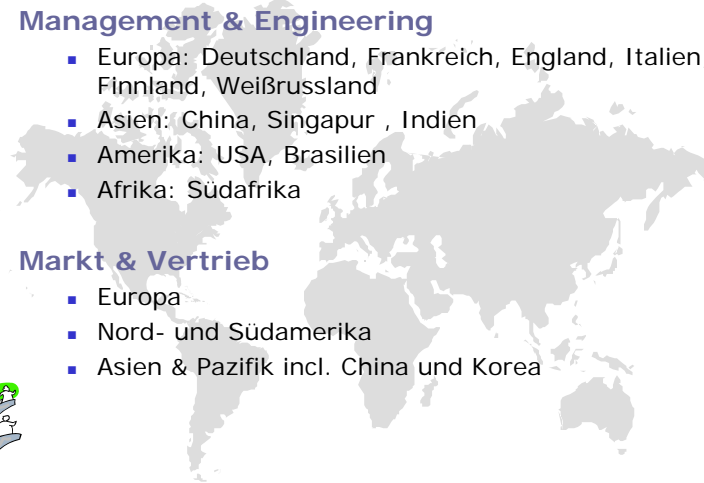 Management & Engineering
Europa: Deutschland, Frankreich, England, Italien
Finnland, Weißrussland
Asien: China, Singapur , Indien
Amerika: USA, Brasilien
Afrika: Südafrika
Markt & Vertrieb
Europa
Nord- und Südamerika
Asien & Pazifik incl. China und Korea